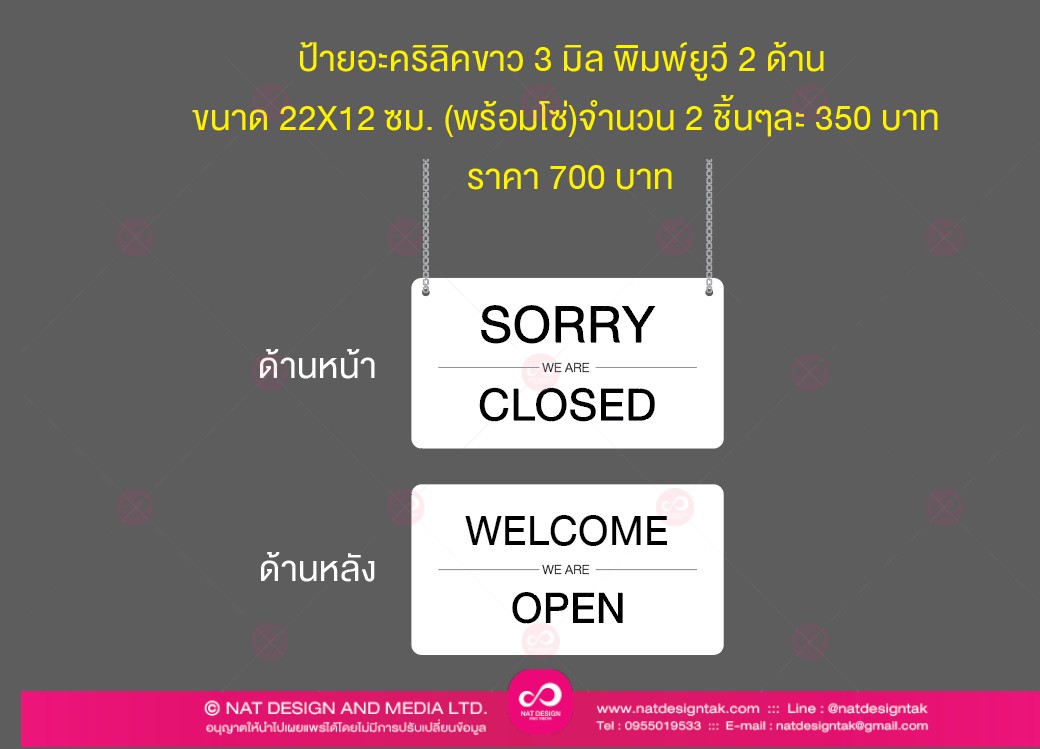 ป้ายอะคริลิคขาว 3 มิล พิมพ์ยูวี 2 ด้าน
ขนาด 22X12 ซม. (พร้อมโซ่)จำนวน 2 ชิ้นๆละ 350 บาท
ราคา 700 บาท
ด้านหน้า
SORRY
WE ARE
CLOSED
ด้านหลัง
WELCOME
WE ARE
OPEN
© NAT DESIGN AND MEDIA LTD.
อนุญาตให้นำไปเผยแพร่ได้โดยไม่มีการปรับเปลี่ยนข้อมูล
NAT DESIGN
www.natdesigntak.com ::: Line : @natdesigntak
Tel : 0955019533 ::: E-mail : natdesigntak@gmail.com